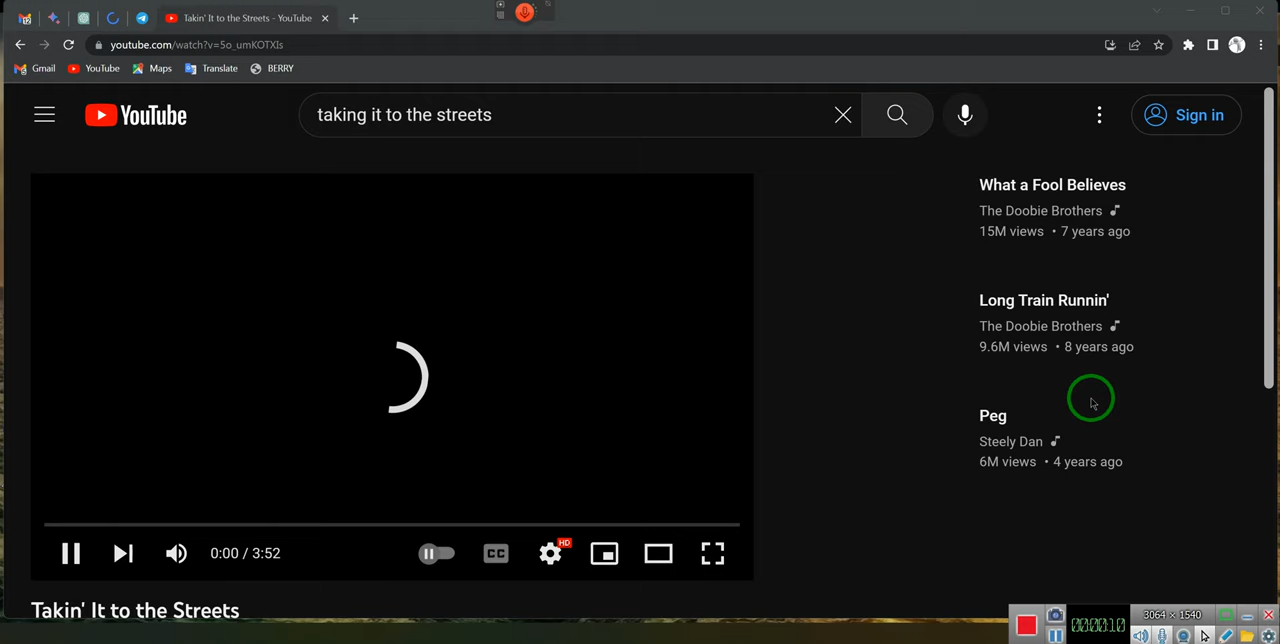 Takin' It to the Streets - YouTube
youtube.com/watch?v=5o_umKOTXIs
Gmail YouTube Maps Translate BERRY
YouTube
taking it to the streets
Sign in
What a Fool Believes
The Doobie Brothers
15M views • 7 years ago
Long Train Runnin'
The Doobie Brothers
9.6M views • 8 years ago
Peg
Steely Dan
6M views • 4 years ago
0:00 / 3:52
CC
HD
Takin' It to the Streets
3064 × 1540
000010